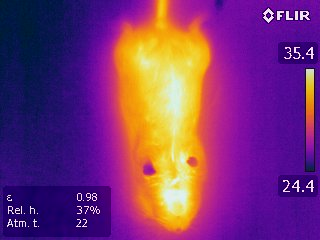 FLIR
35.4
24.4
ε 0.98
Rel. h. 37%
Atm. t. 22